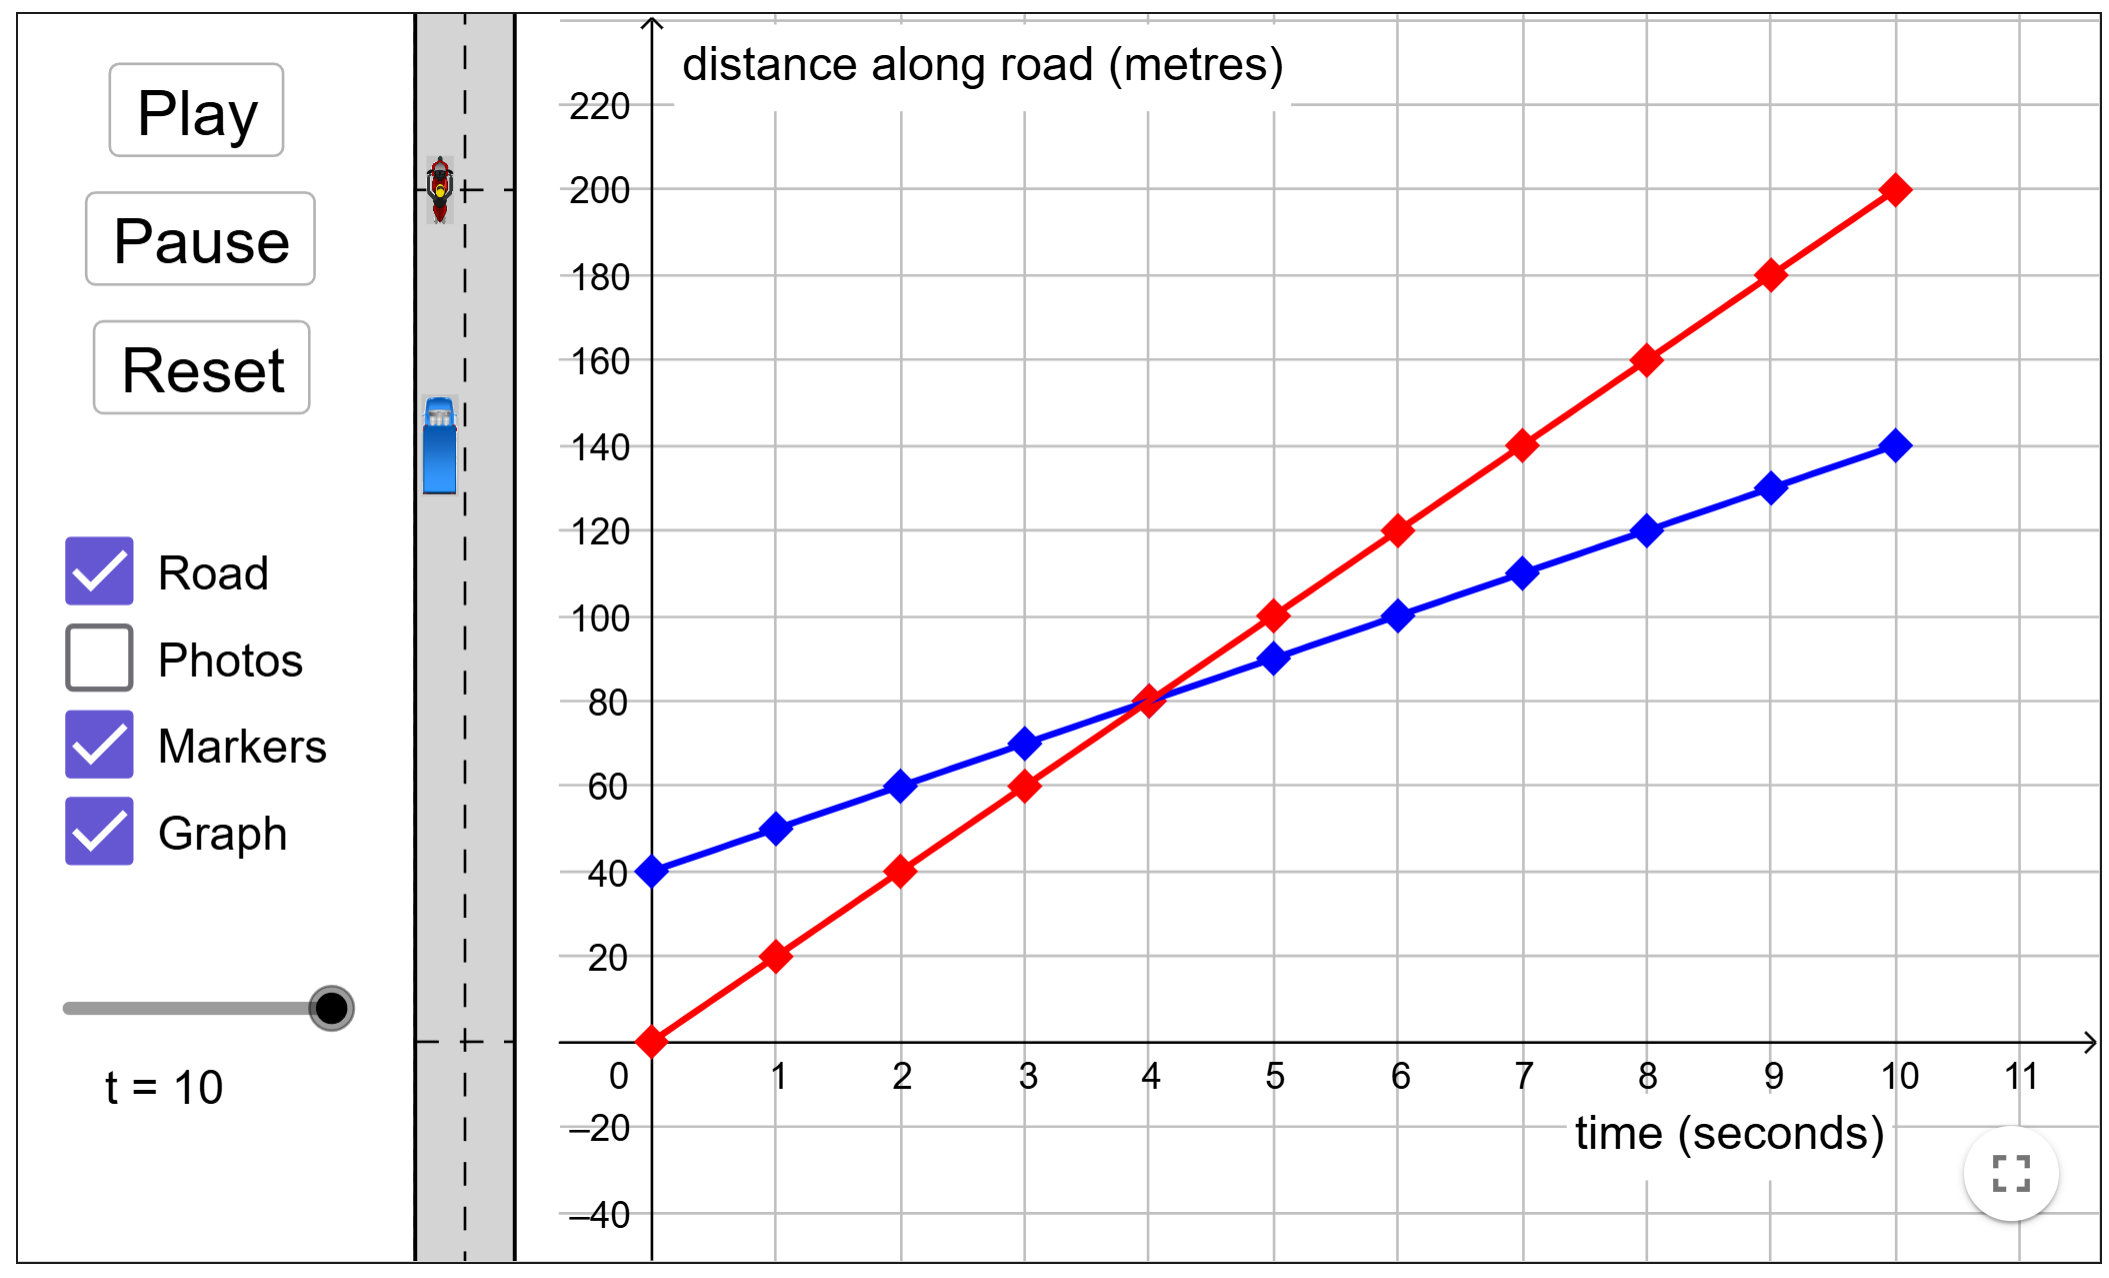 Play
Pause
Reset
Road
Photos
Markers
Graph
t = 10
distance along road (metres)
220
200
180
160
140
120
100
80
60
40
20
0 1 2 3 4 5 6 7 8 9 10 11
–20
time (seconds)
–40